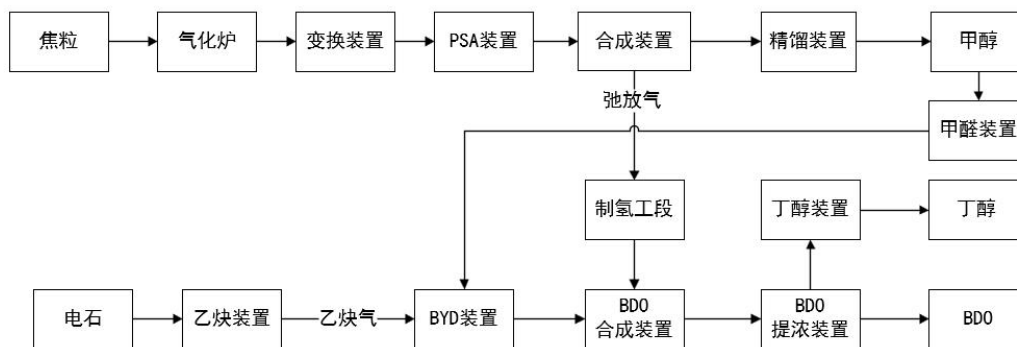 焦粒
气化炉
变换装置
PSA装置
合成装置
精馏装置
甲醇
弛放气
甲醛装置
制氢工段
丁醇装置
丁醇
电石
乙炔装置
乙炔气
BYD装置
BDO
合成装置
BDO
提浓装置
BDO